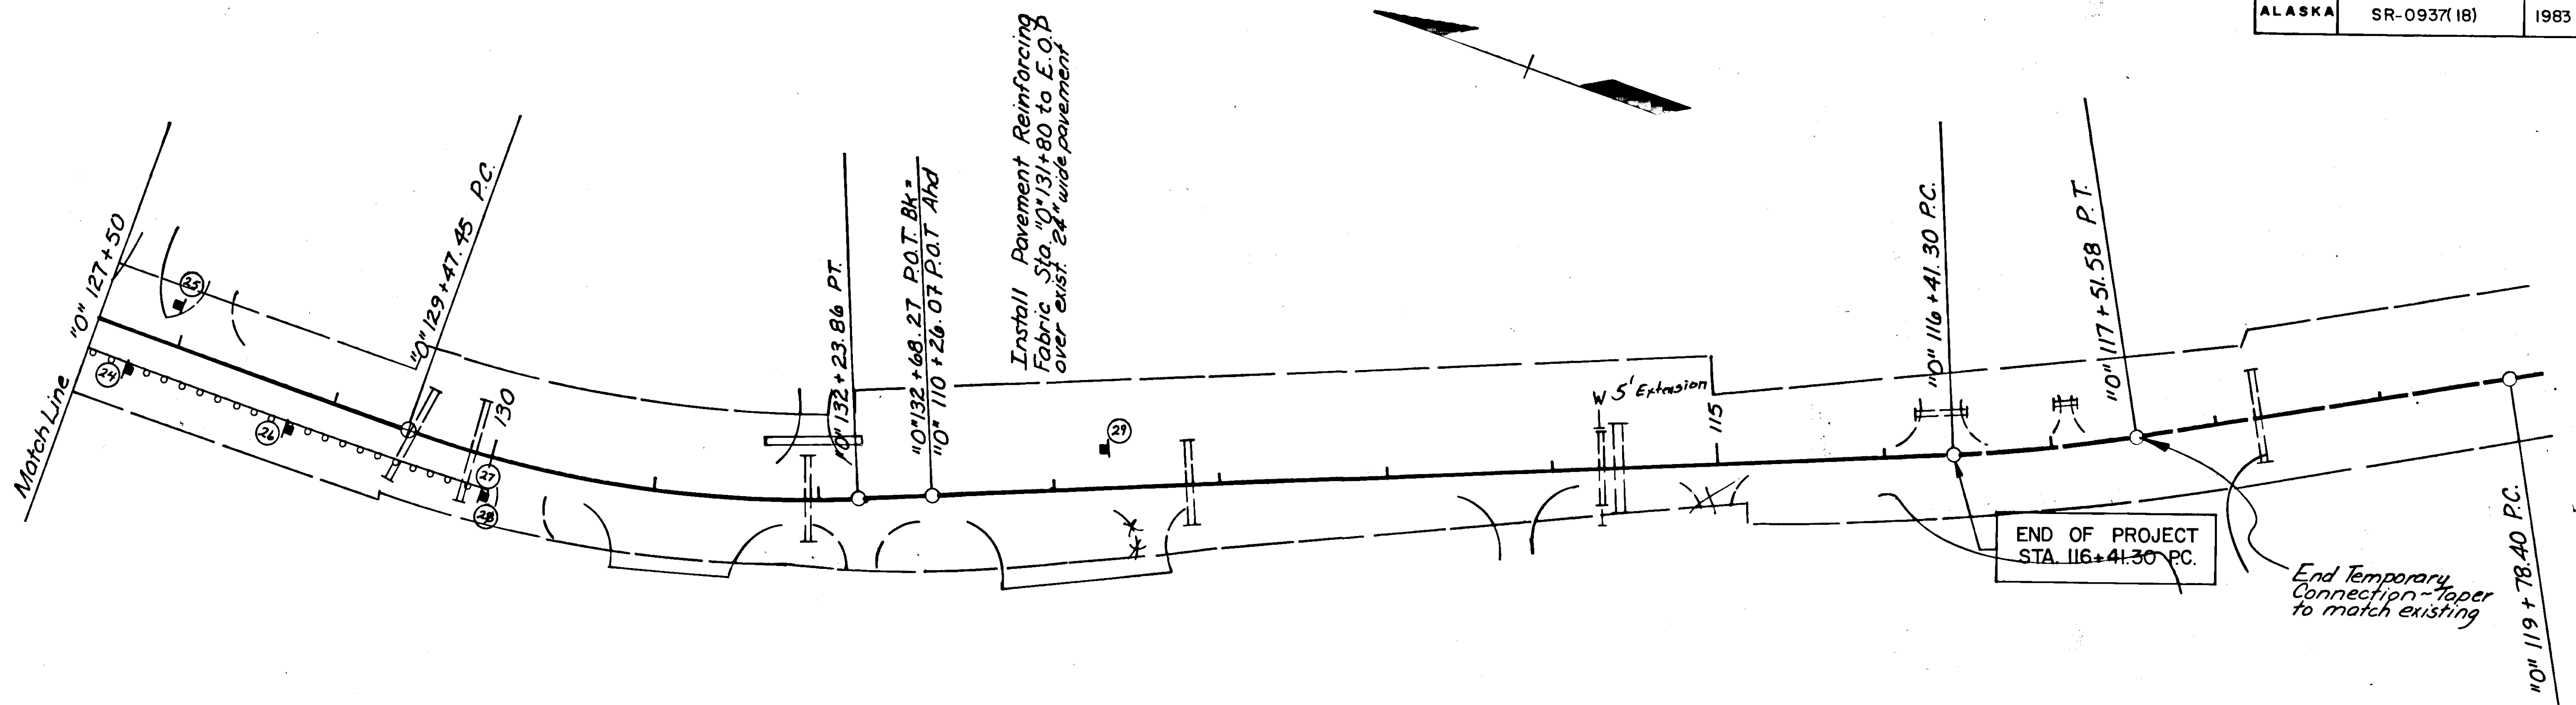 ALASKA SR-0937(18) 1983
Match Line
"O" 127+50
25
24
26
"O" 129+47.45 P.C.
130
27
28
"O" 132+23.86 PT.
"O" 132+68.27 P.O.T. BK=
"O" 110+26.07 P.O.T Ahd
Install Pavement Reinforcing
Fabric Sta. "O" 131+80 to E.O.P
over exist. 24" wide pavement
29
W 5' Extension
115
"O" 116+41.30 P.C.
"O" 117+51.58 P.T.
END OF PROJECT
STA. 116+41.30 P.C.
End Temporary
Connection~Taper
to match existing
"O" 119+78.40 P.C.